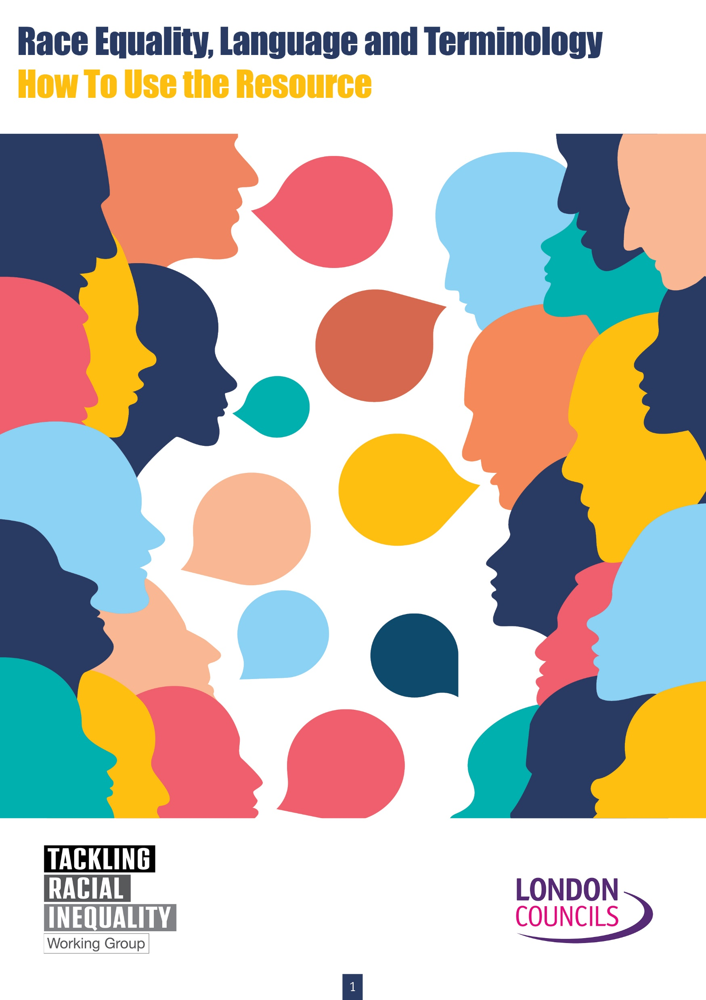 Race Equality, Language and Terminology
How To Use the Resource
TACKLING
RACIAL
INEQUALITY
Working Group
LONDON
COUNCILS
1